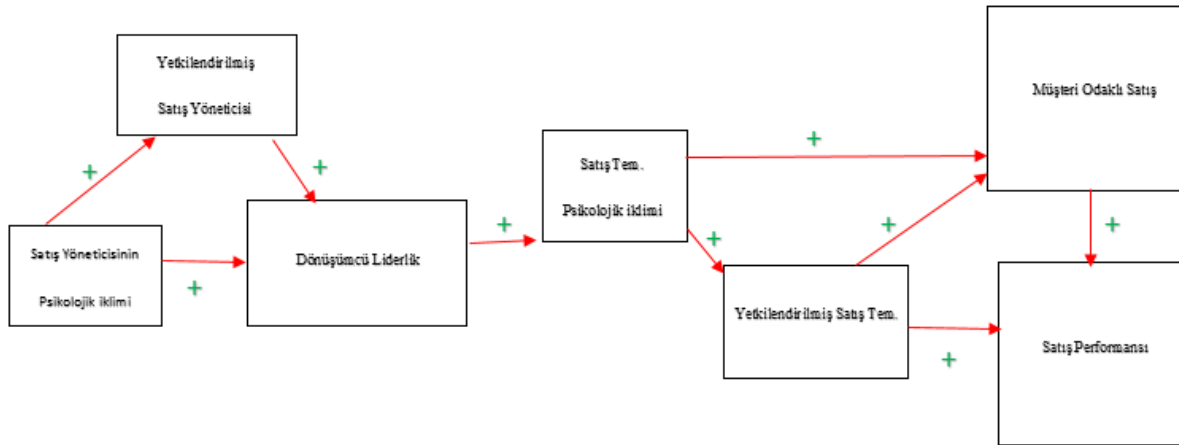 Yetkilendirilmiş
Satış Yöneticisi
+
+
Satış Yöneticisinin
Psikolojik iklimi
+
Dönüşümcü Liderlik
+
Satış Tem.
Psikolojik iklimi
+
+
Müşteri Odaklı Satış
+
+
Yetkilendirilmiş Satış Tem.
+
Satış Performansı